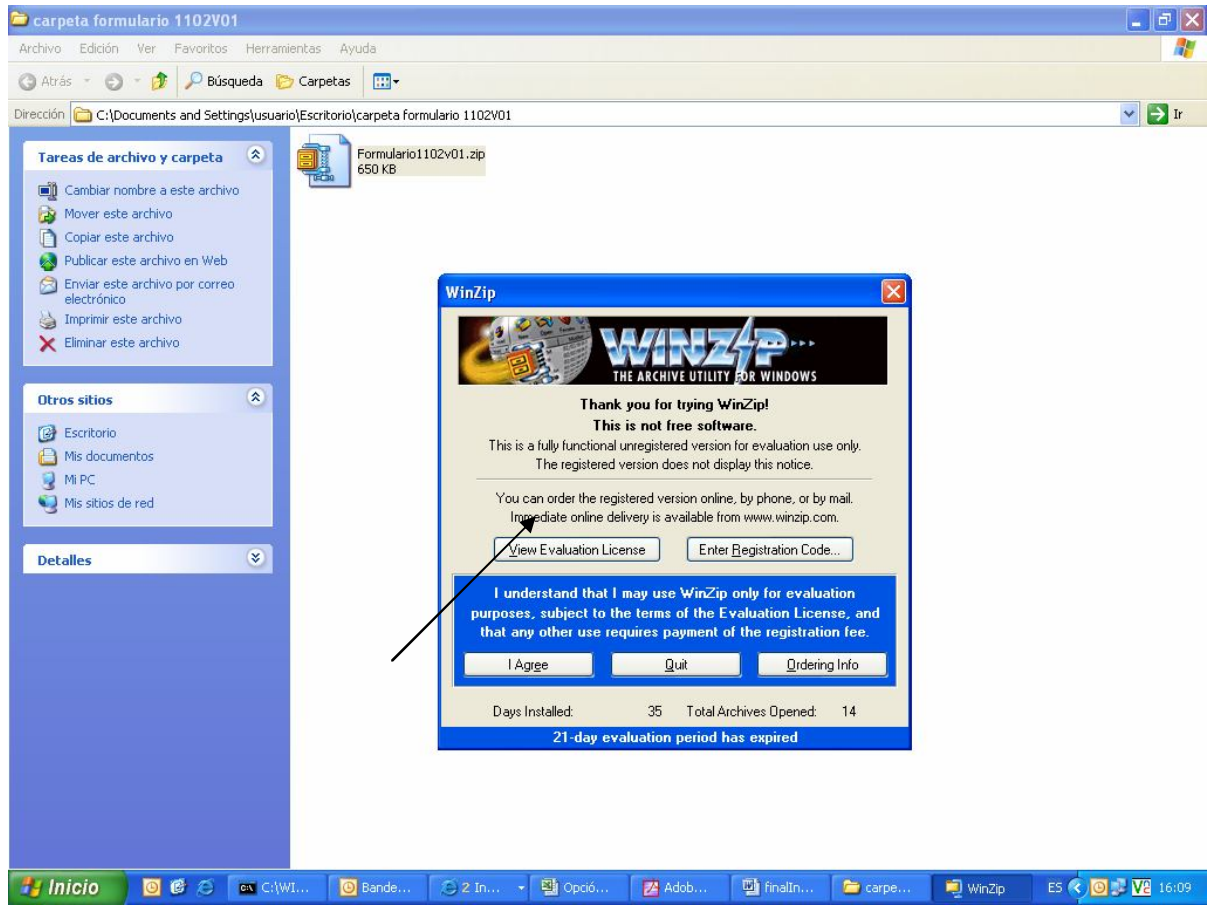 carpeta formulario 1102V01
Archivo Edición Ver Favoritos Herramientas Ayuda
Atrás Búsqueda Carpetas
Dirección C:\Documents and Settings\usuario\Escritorio\carpeta formulario 1102V01 Ir
Tareas de archivo y carpeta
Cambiar nombre a este archivo
Mover este archivo
Copiar este archivo
Publicar este archivo en Web
Enviar este archivo por correo
electrónico
Imprimir este archivo
Eliminar este archivo
Otros sitios
Escritorio
Mis documentos
Mi PC
Mis sitios de red
Detalles
Formulario1102v01.zip
650 KB
WinZip
WINZIP...
THE ARCHIVE UTILITY FOR WINDOWS
Thank you for trying WinZip!
This is not free software.
This is a fully functional unregistered version for evaluation use only.
The registered version does not display this notice.
You can order the registered version online, by phone, or by mail.
Immediate online delivery is available from www.winzip.com.
View Evaluation License Enter Registration Code...
I understand that I may use WinZip only for evaluation
purposes, subject to the terms of the Evaluation License, and
that any other use requires payment of the registration fee.
I Agree Quit Ordering Info
Days Installed: 35 Total Archives Opened: 14
21-day evaluation period has expired
Inicio C:\WI... Bande... 2 In... Opció... Adob... finalIn... carpe... WinZip ES 16:09